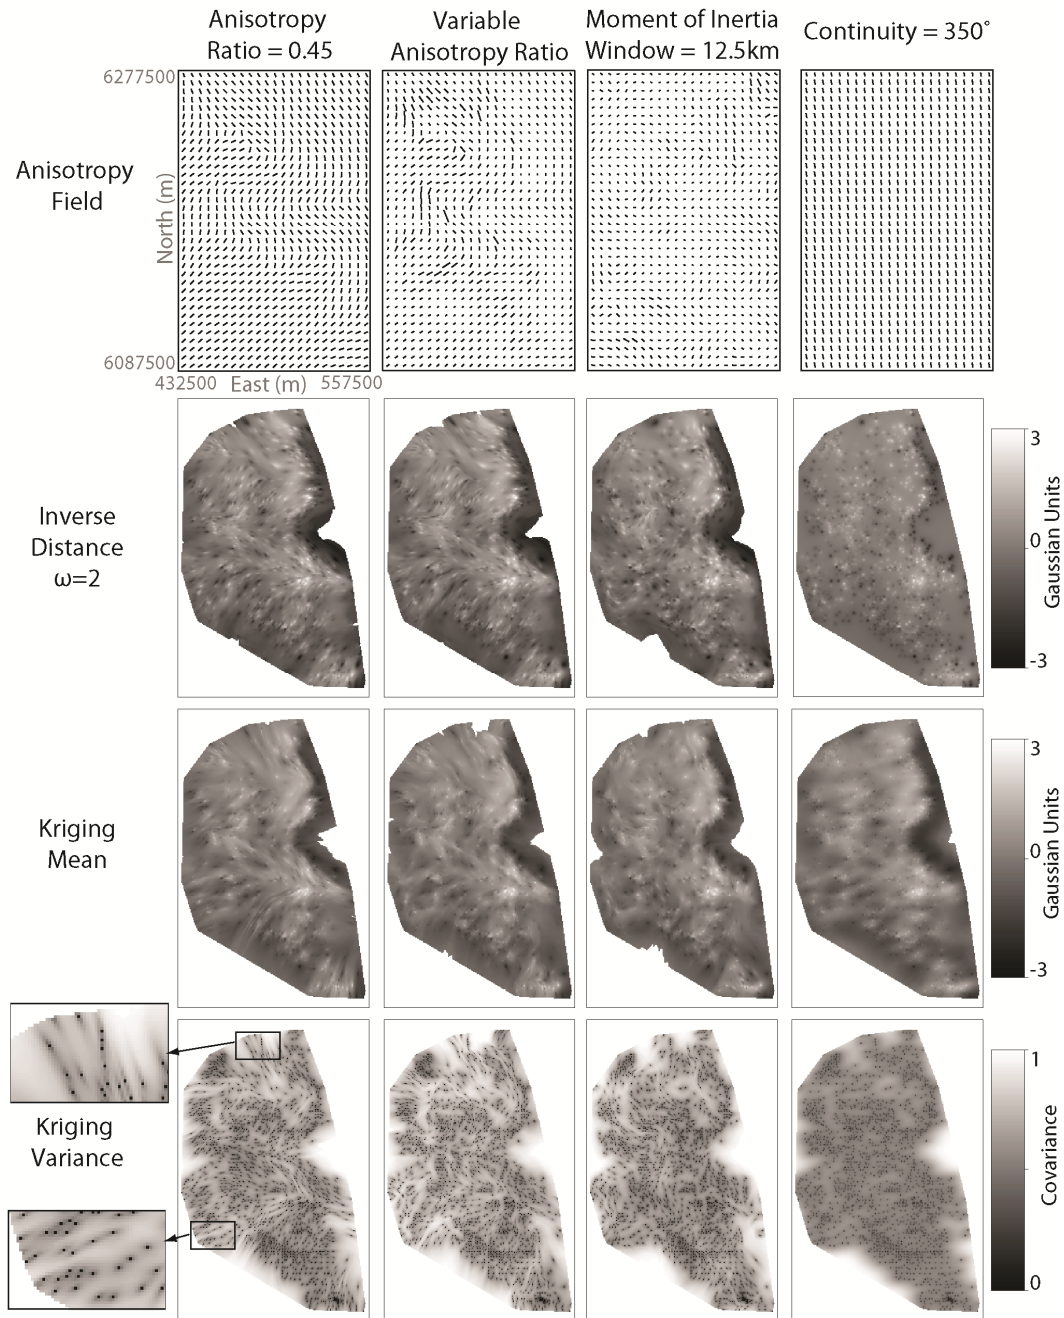 Anisotropy
Ratio = 0.45
Variable
Anisotropy Ratio
Moment of Inertia
Window = 12.5km
Continuity = 350˚
6277500
Anisotropy
Field
North (m)
6087500
432500 East (m) 557500
Inverse
Distance
ω=2
3
0
-3
Gaussian Units
Kriging
Mean
3
0
-3
Gaussian Units
Kriging
Variance
1
0
Covariance